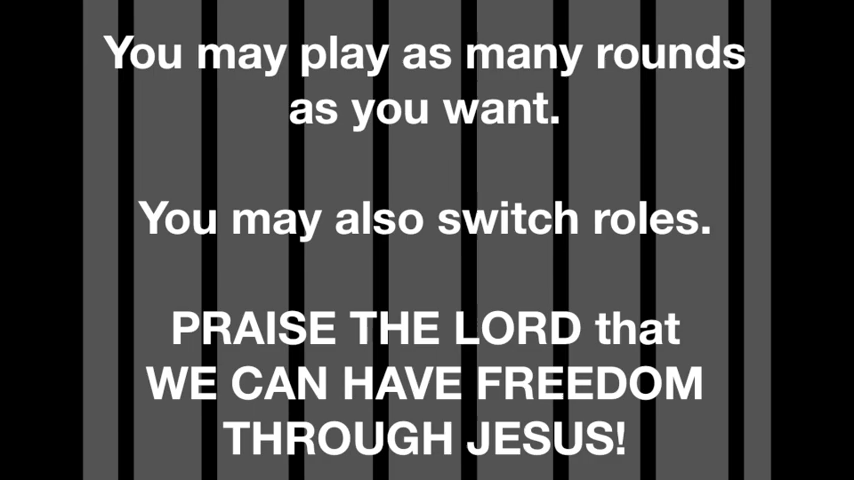 You may play as many rounds
as you want.
You may also switch roles.
PRAISE THE LORD that
WE CAN HAVE FREEDOM
THROUGH JESUS!